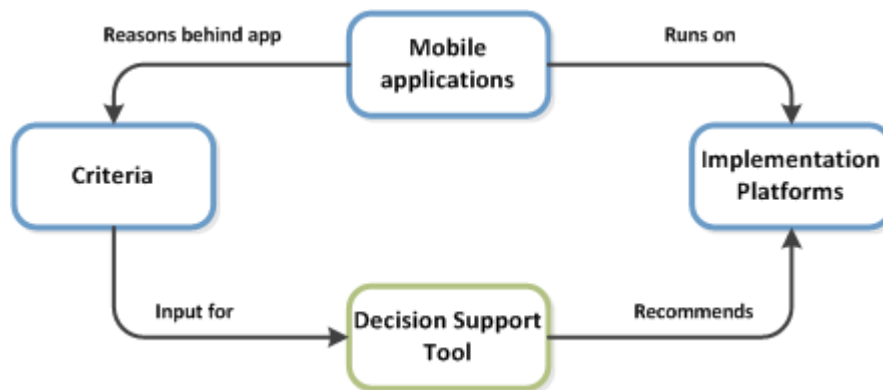 Reasons behind app
Mobile
applications
Runs on
Criteria
Implementation
Platforms
Input for
Decision Support
Tool
Recommends